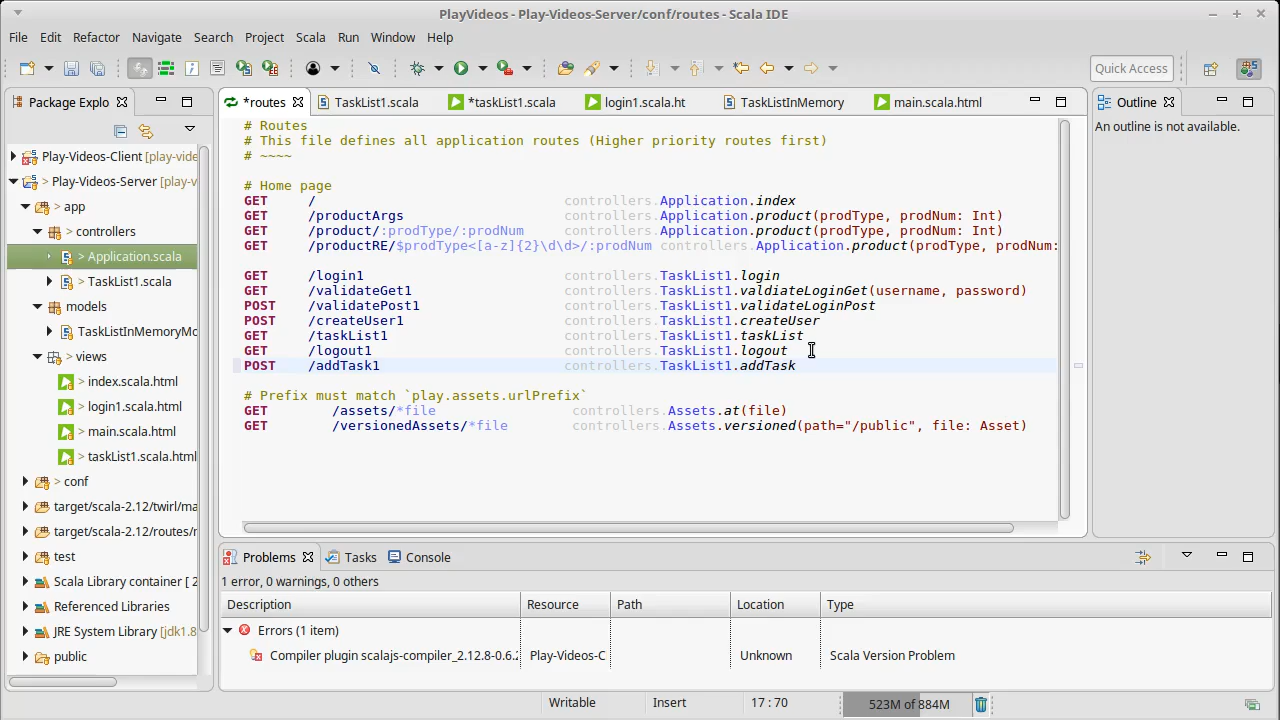 PlayVideos - Play-Videos-Server/conf/routes - Scala IDE
File Edit Refactor Navigate Search Project Scala Run Window Help
Quick Access
Package Explo
*routes TaskList1.scala *taskList1.scala login1.scala.ht TaskListInMemory main.scala.html
Outline
An outline is not available.
Play-Videos-Client [play-vide
> Play-Videos-Server [play-v
> app
> controllers
> Application.scala
> TaskList1.scala
models
TaskListInMemoryMo
> views
> index.scala.html
> login1.scala.html
> main.scala.html
> taskList1.scala.html
> conf
target/scala-2.12/twirl/ma
target/scala-2.12/routes/r
test
Scala Library container [ 2
Referenced Libraries
JRE System Library [jdk1.8
public
# Routes
# This file defines all application routes (Higher priority routes first)
# ~~~~
# Home page
GET / controllers.Application.index
GET /productArgs controllers.Application.product(prodType, prodNum: Int)
GET /product/:prodType/:prodNum controllers.Application.product(prodType, prodNum: Int)
GET /productRE/$prodType<[a-z]{2}\d\d>/:prodNum controllers.Application.product(prodType, prodNum:
GET /login1 controllers.TaskList1.login
GET /validateGet1 controllers.TaskList1.valdiateLoginGet(username, password)
POST /validatePost1 controllers.TaskList1.validateLoginPost
POST /createUser1 controllers.TaskList1.createUser
GET /taskList1 controllers.TaskList1.taskList
GET /logout1 controllers.TaskList1.logout
POST /addTask1 controllers.TaskList1.addTask
# Prefix must match `play.assets.urlPrefix`
GET /assets/*file controllers.Assets.at(file)
GET /versionedAssets/*file controllers.Assets.versioned(path="/public", file: Asset)
Problems Tasks Console
1 error, 0 warnings, 0 others
Description Resource Path Location Type
Errors (1 item)
Compiler plugin scalajs-compiler_2.12.8-0.6.2 Play-Videos-C Unknown Scala Version Problem
Writable Insert 17 : 70 523M of 884M